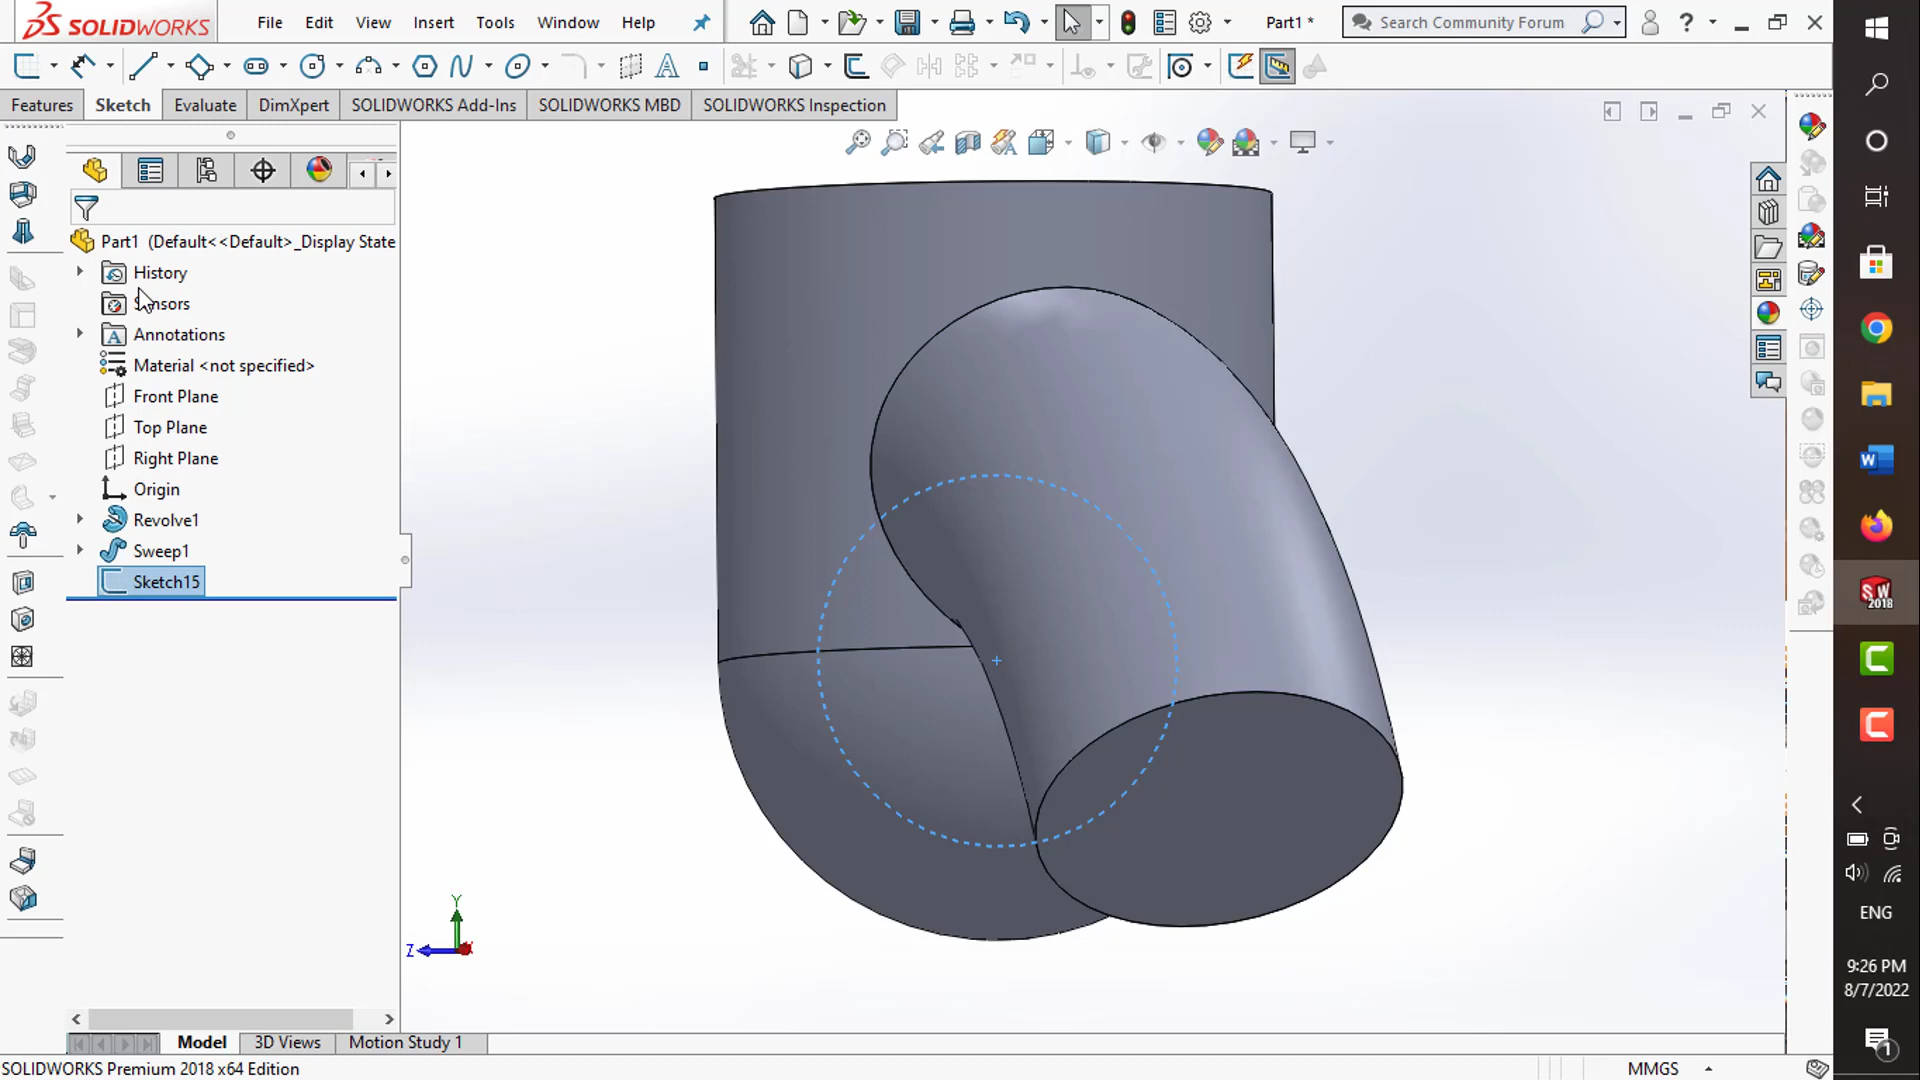 SOLIDWORKS File Edit View Insert Tools Window Help Part1 * Search Community Forum
Features Sketch Evaluate DimXpert SOLIDWORKS Add-Ins SOLIDWORKS MBD SOLIDWORKS Inspection
Part1 (Default<<Default>_Display State
History
Sensors
Annotations
Material <not specified>
Front Plane
Top Plane
Right Plane
Origin
Revolve1
Sweep1
Sketch15
Y
Z
SW
2018
W
ENG
9:26 PM
8/7/2022
1
Model 3D Views Motion Study 1
SOLIDWORKS Premium 2018 x64 Edition MMGS